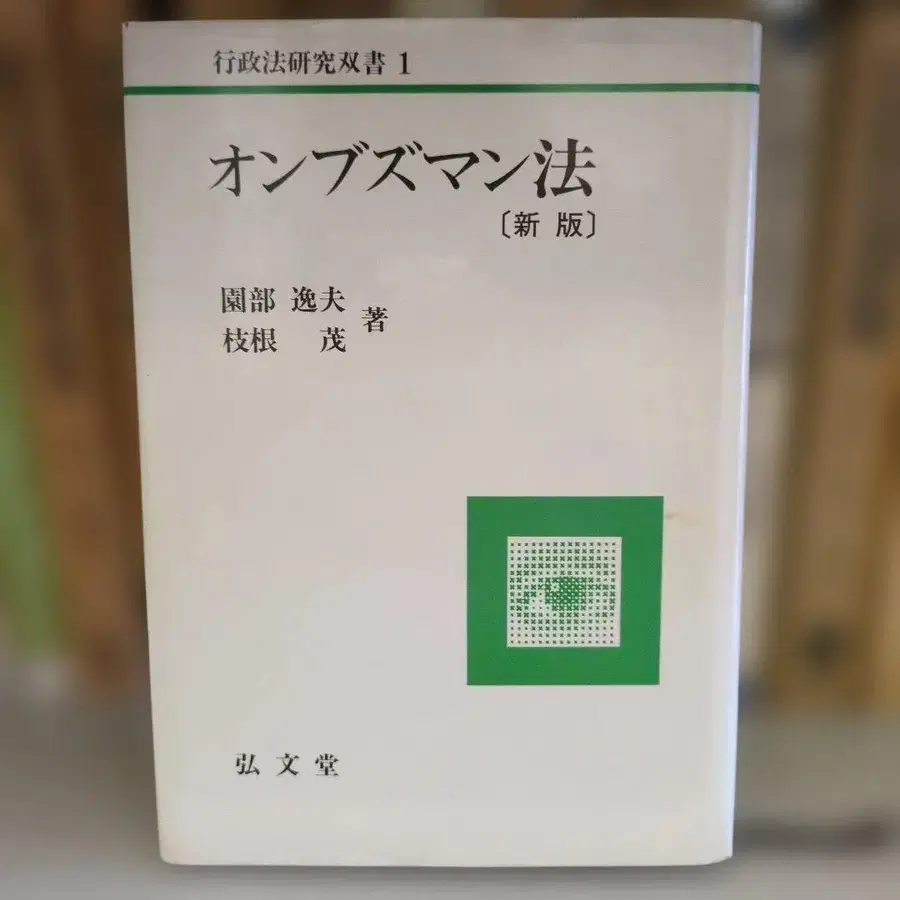 行政法研究双書 1
オンブズマン法
〔新 版〕
園部 逸夫
枝根 茂 著
弘文堂